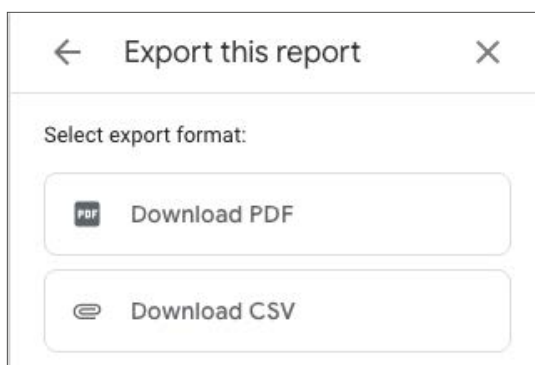 Export this report
Select export format:
PDF
Download PDF
Download CSV